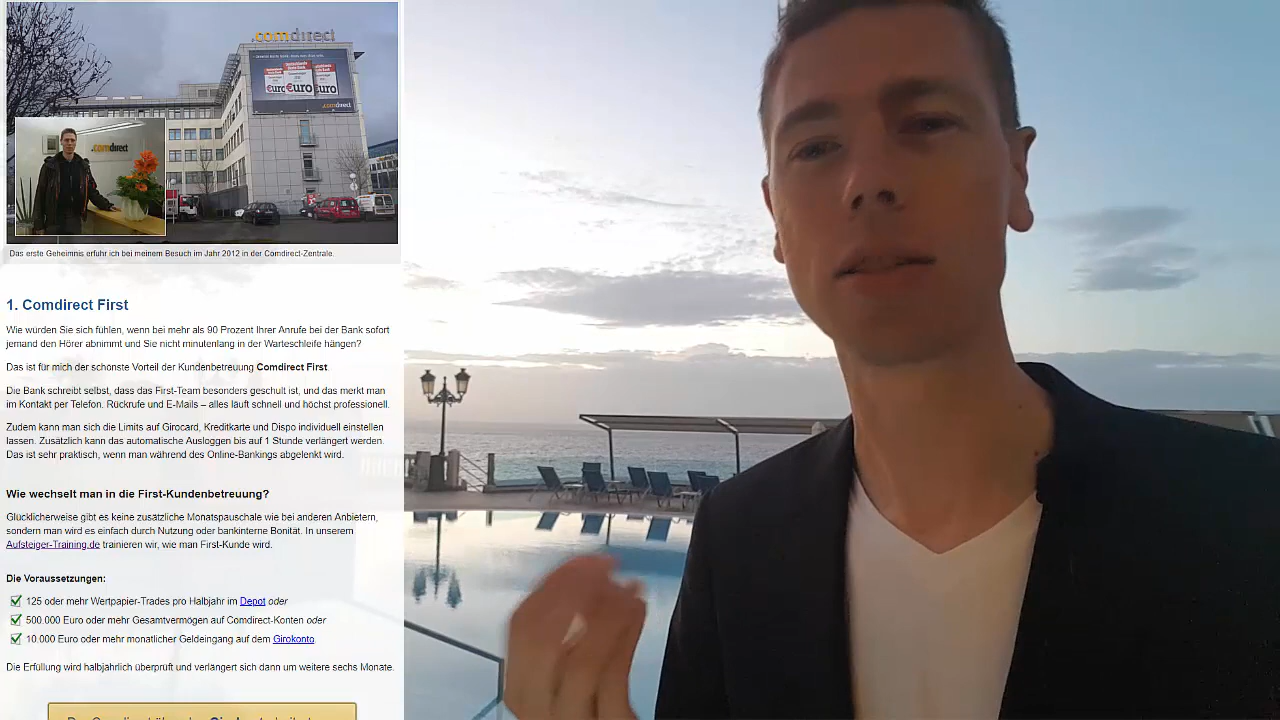 .comdirect
€uro €uro €uro
.comdirect
.comdirect
Das erste Geheimnis erfuhr ich bei meinem Besuch im Jahr 2012 in der Comdirect-Zentrale.
1. Comdirect First
Wie würden Sie sich fühlen, wenn bei mehr als 90 Prozent Ihrer Anrufe bei der Bank sofort
jemand den Hörer abnimmt und Sie nicht minutenlang in der Warteschleife hängen?
Das ist für mich der schönste Vorteil der Kundenbetreuung Comdirect First.
Die Bank schreibt selbst, dass das First-Team besonders geschult ist, und das merkt man
im Kontakt per Telefon. Rückrufe und E-Mails – alles läuft schnell und höchst professionell.
Zudem kann man sich die Limits auf Girocard, Kreditkarte und Dispo individuell einstellen
lassen. Zusätzlich kann das automatische Ausloggen bis auf 1 Stunde verlängert werden.
Das ist sehr praktisch, wenn man während des Online-Bankings abgelenkt wird.
Wie wechselt man in die First-Kundenbetreuung?
Glücklicherweise gibt es keine zusätzliche Monatspauschale wie bei anderen Anbietern,
sondern man wird es einfach durch Nutzung oder bankinterne Bonität. In unserem
Aufsteiger-Training.de trainieren wir, wie man First-Kunde wird.
Die Voraussetzungen:
125 oder mehr Wertpapier-Trades pro Halbjahr im Depot oder
500.000 Euro oder mehr Gesamtvermögen auf Comdirect-Konten oder
10.000 Euro oder mehr monatlicher Geldeingang auf dem Girokonto.
Die Erfüllung wird halbjährlich überprüft und verlängert sich dann um weitere sechs Monate.